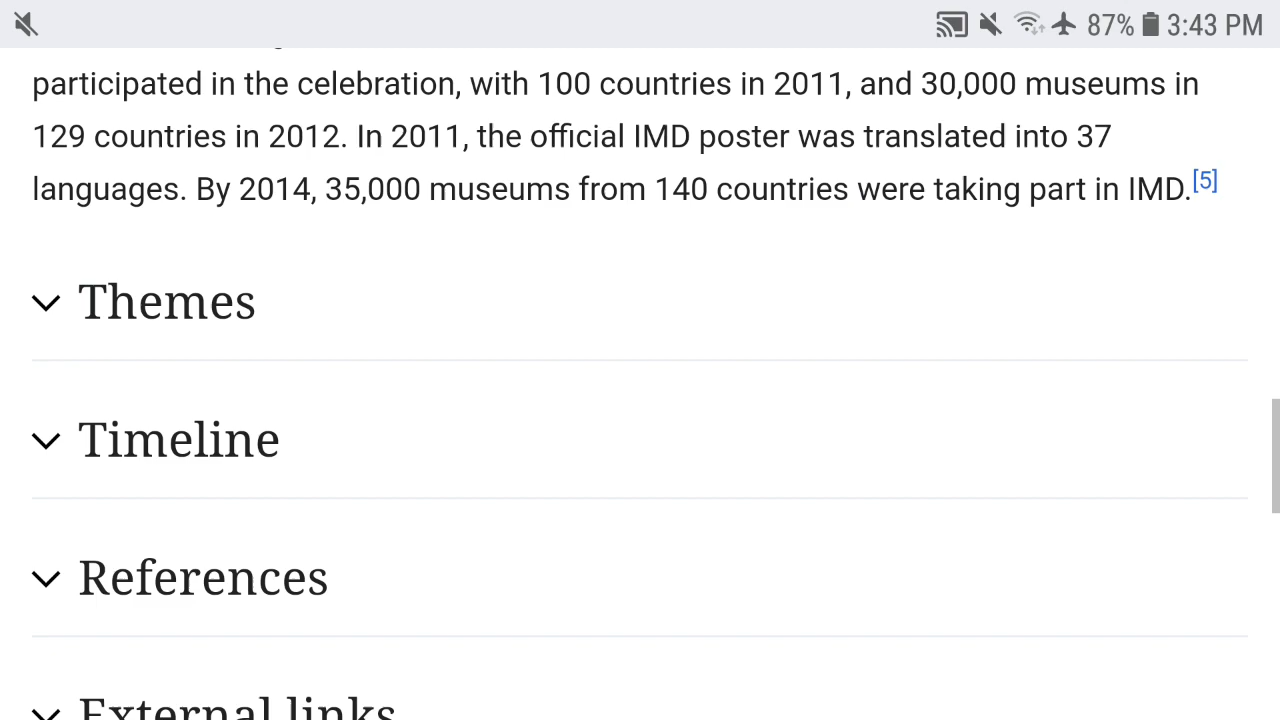 87% 3:43 PM
participated in the celebration, with 100 countries in 2011, and 30,000 museums in
129 countries in 2012. In 2011, the official IMD poster was translated into 37
languages. By 2014, 35,000 museums from 140 countries were taking part in IMD.[5]
Themes
Timeline
References
External links